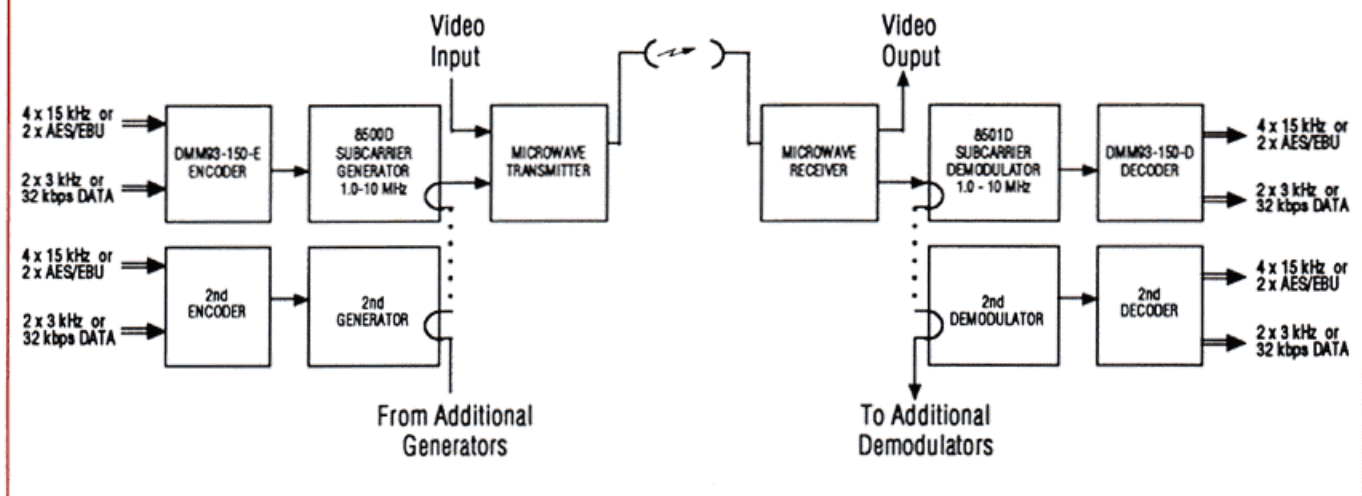 Video
Input
Video
Ouput
4 x 15 kHz or
2 x AES/EBU
2 x 3 kHz or
32 kbps DATA
DMM93-150-E
ENCODER
8500D
SUBCARRIER
GENERATOR
1.0-10 MHz
MICROWAVE
TRANSMITTER
MICROWAVE
RECEIVER
8501D
SUBCARRIER
DEMODULATOR
1.0 - 10 MHz
DMM93-150-D
DECODER
4 x 15 kHz or
2 x AES/EBU
2 x 3 kHz or
32 kbps DATA
4 x 15 kHz or
2 x AES/EBU
2 x 3 kHz or
32 kbps DATA
2nd
ENCODER
2nd
GENERATOR
2nd
DEMODULATOR
2nd
DECODER
4 x 15 kHz or
2 x AES/EBU
2 x 3 kHz or
32 kbps DATA
From Additional
Generators
To Additional
Demodulators